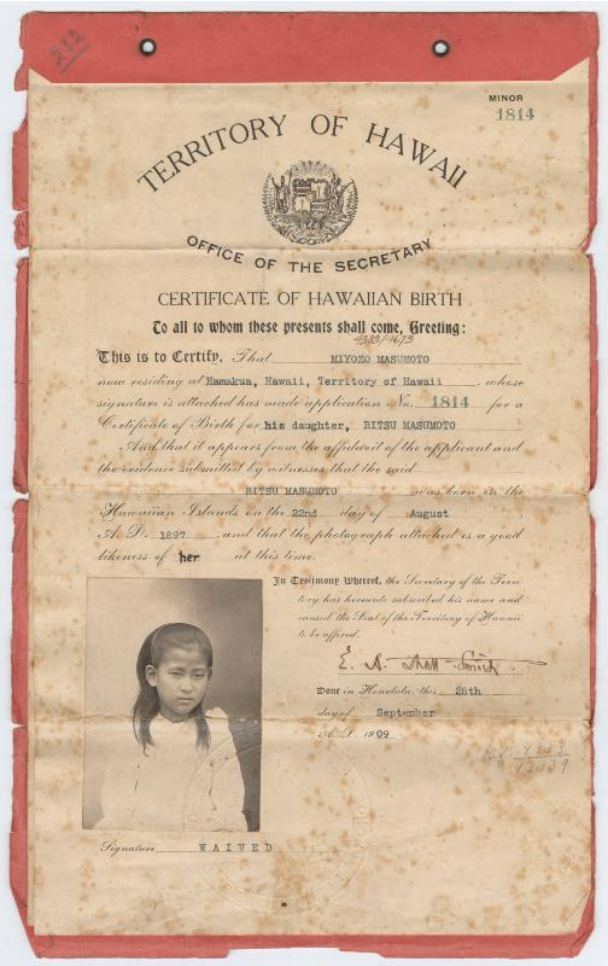 232
MINOR
1814
TERRITORY OF HAWAII
OFFICE OF THE SECRETARY
CERTIFICATE OF HAWAIIAN BIRTH
To all to whom these presents shall come, Greeting:
This is to Certify, That MIYOZO MASUMOTO
now residing at Hamakua, Hawaii, Territory of Hawaii, whose
signature is attached has made application No. 1814 for a
Certificate of Birth for his daughter, RITSU MASUMOTO
And that it appears from the affidavit of the applicant and
the evidence submitted by witnesses that the said
RITSU MASUMOTO was born in the
Hawaiian Islands on the 22nd day of August
A. D. 1897, and that the photograph attached is a good
likeness of her at this time.
In Testimony Whereof, the Secretary of the Terri-
tory has hereunto subscribed his name and
caused the Seal of the Territory of Hawaii
to be affixed.
E. A. Mott-Smith
Done in Honolulu, this 28th
day of September
A. D. 1909
Signature WAIVED